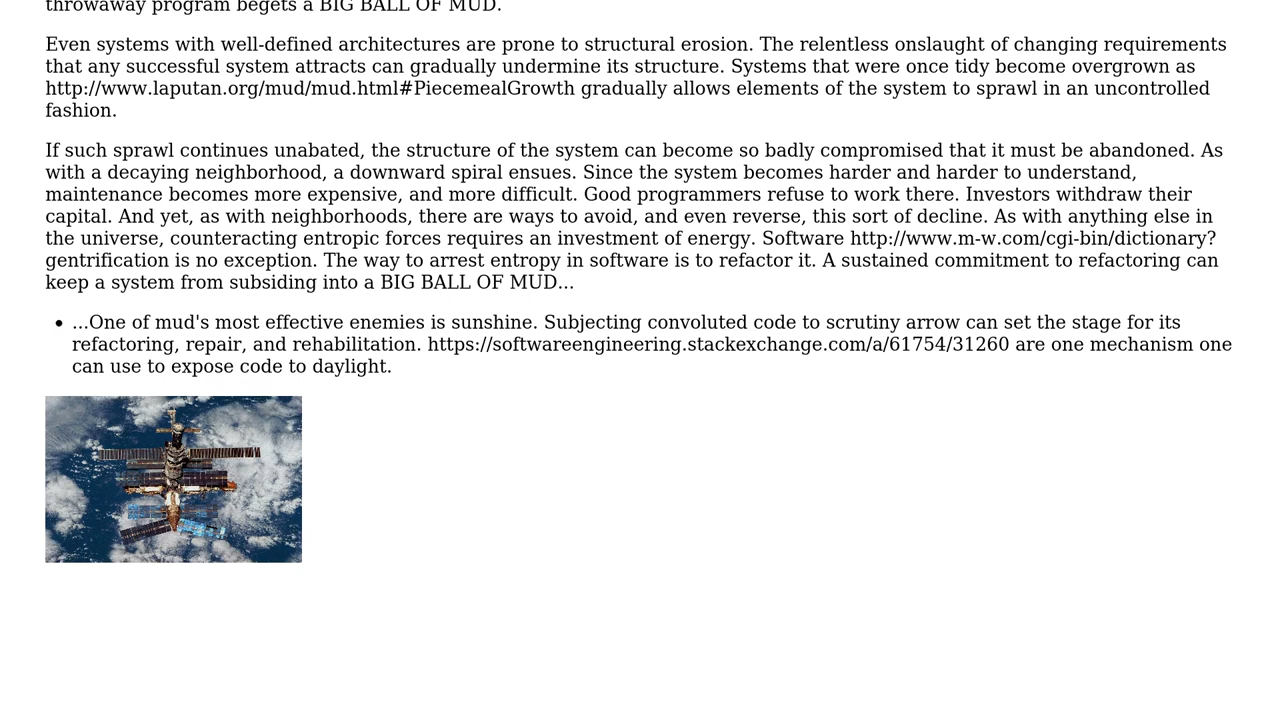 throwaway program begets a BIG BALL OF MUD.
Even systems with well-defined architectures are prone to structural erosion. The relentless onslaught of changing requirements
that any successful system attracts can gradually undermine its structure. Systems that were once tidy become overgrown as
http://www.laputan.org/mud/mud.html#PiecemealGrowth gradually allows elements of the system to sprawl in an uncontrolled
fashion.
If such sprawl continues unabated, the structure of the system can become so badly compromised that it must be abandoned. As
with a decaying neighborhood, a downward spiral ensues. Since the system becomes harder and harder to understand,
maintenance becomes more expensive, and more difficult. Good programmers refuse to work there. Investors withdraw their
capital. And yet, as with neighborhoods, there are ways to avoid, and even reverse, this sort of decline. As with anything else in
the universe, counteracting entropic forces requires an investment of energy. Software http://www.m-w.com/cgi-bin/dictionary?
gentrification is no exception. The way to arrest entropy in software is to refactor it. A sustained commitment to refactoring can
keep a system from subsiding into a BIG BALL OF MUD...
• ...One of mud's most effective enemies is sunshine. Subjecting convoluted code to scrutiny arrow can set the stage for its
refactoring, repair, and rehabilitation. https://softwareengineering.stackexchange.com/a/61754/31260 are one mechanism one
can use to expose code to daylight.